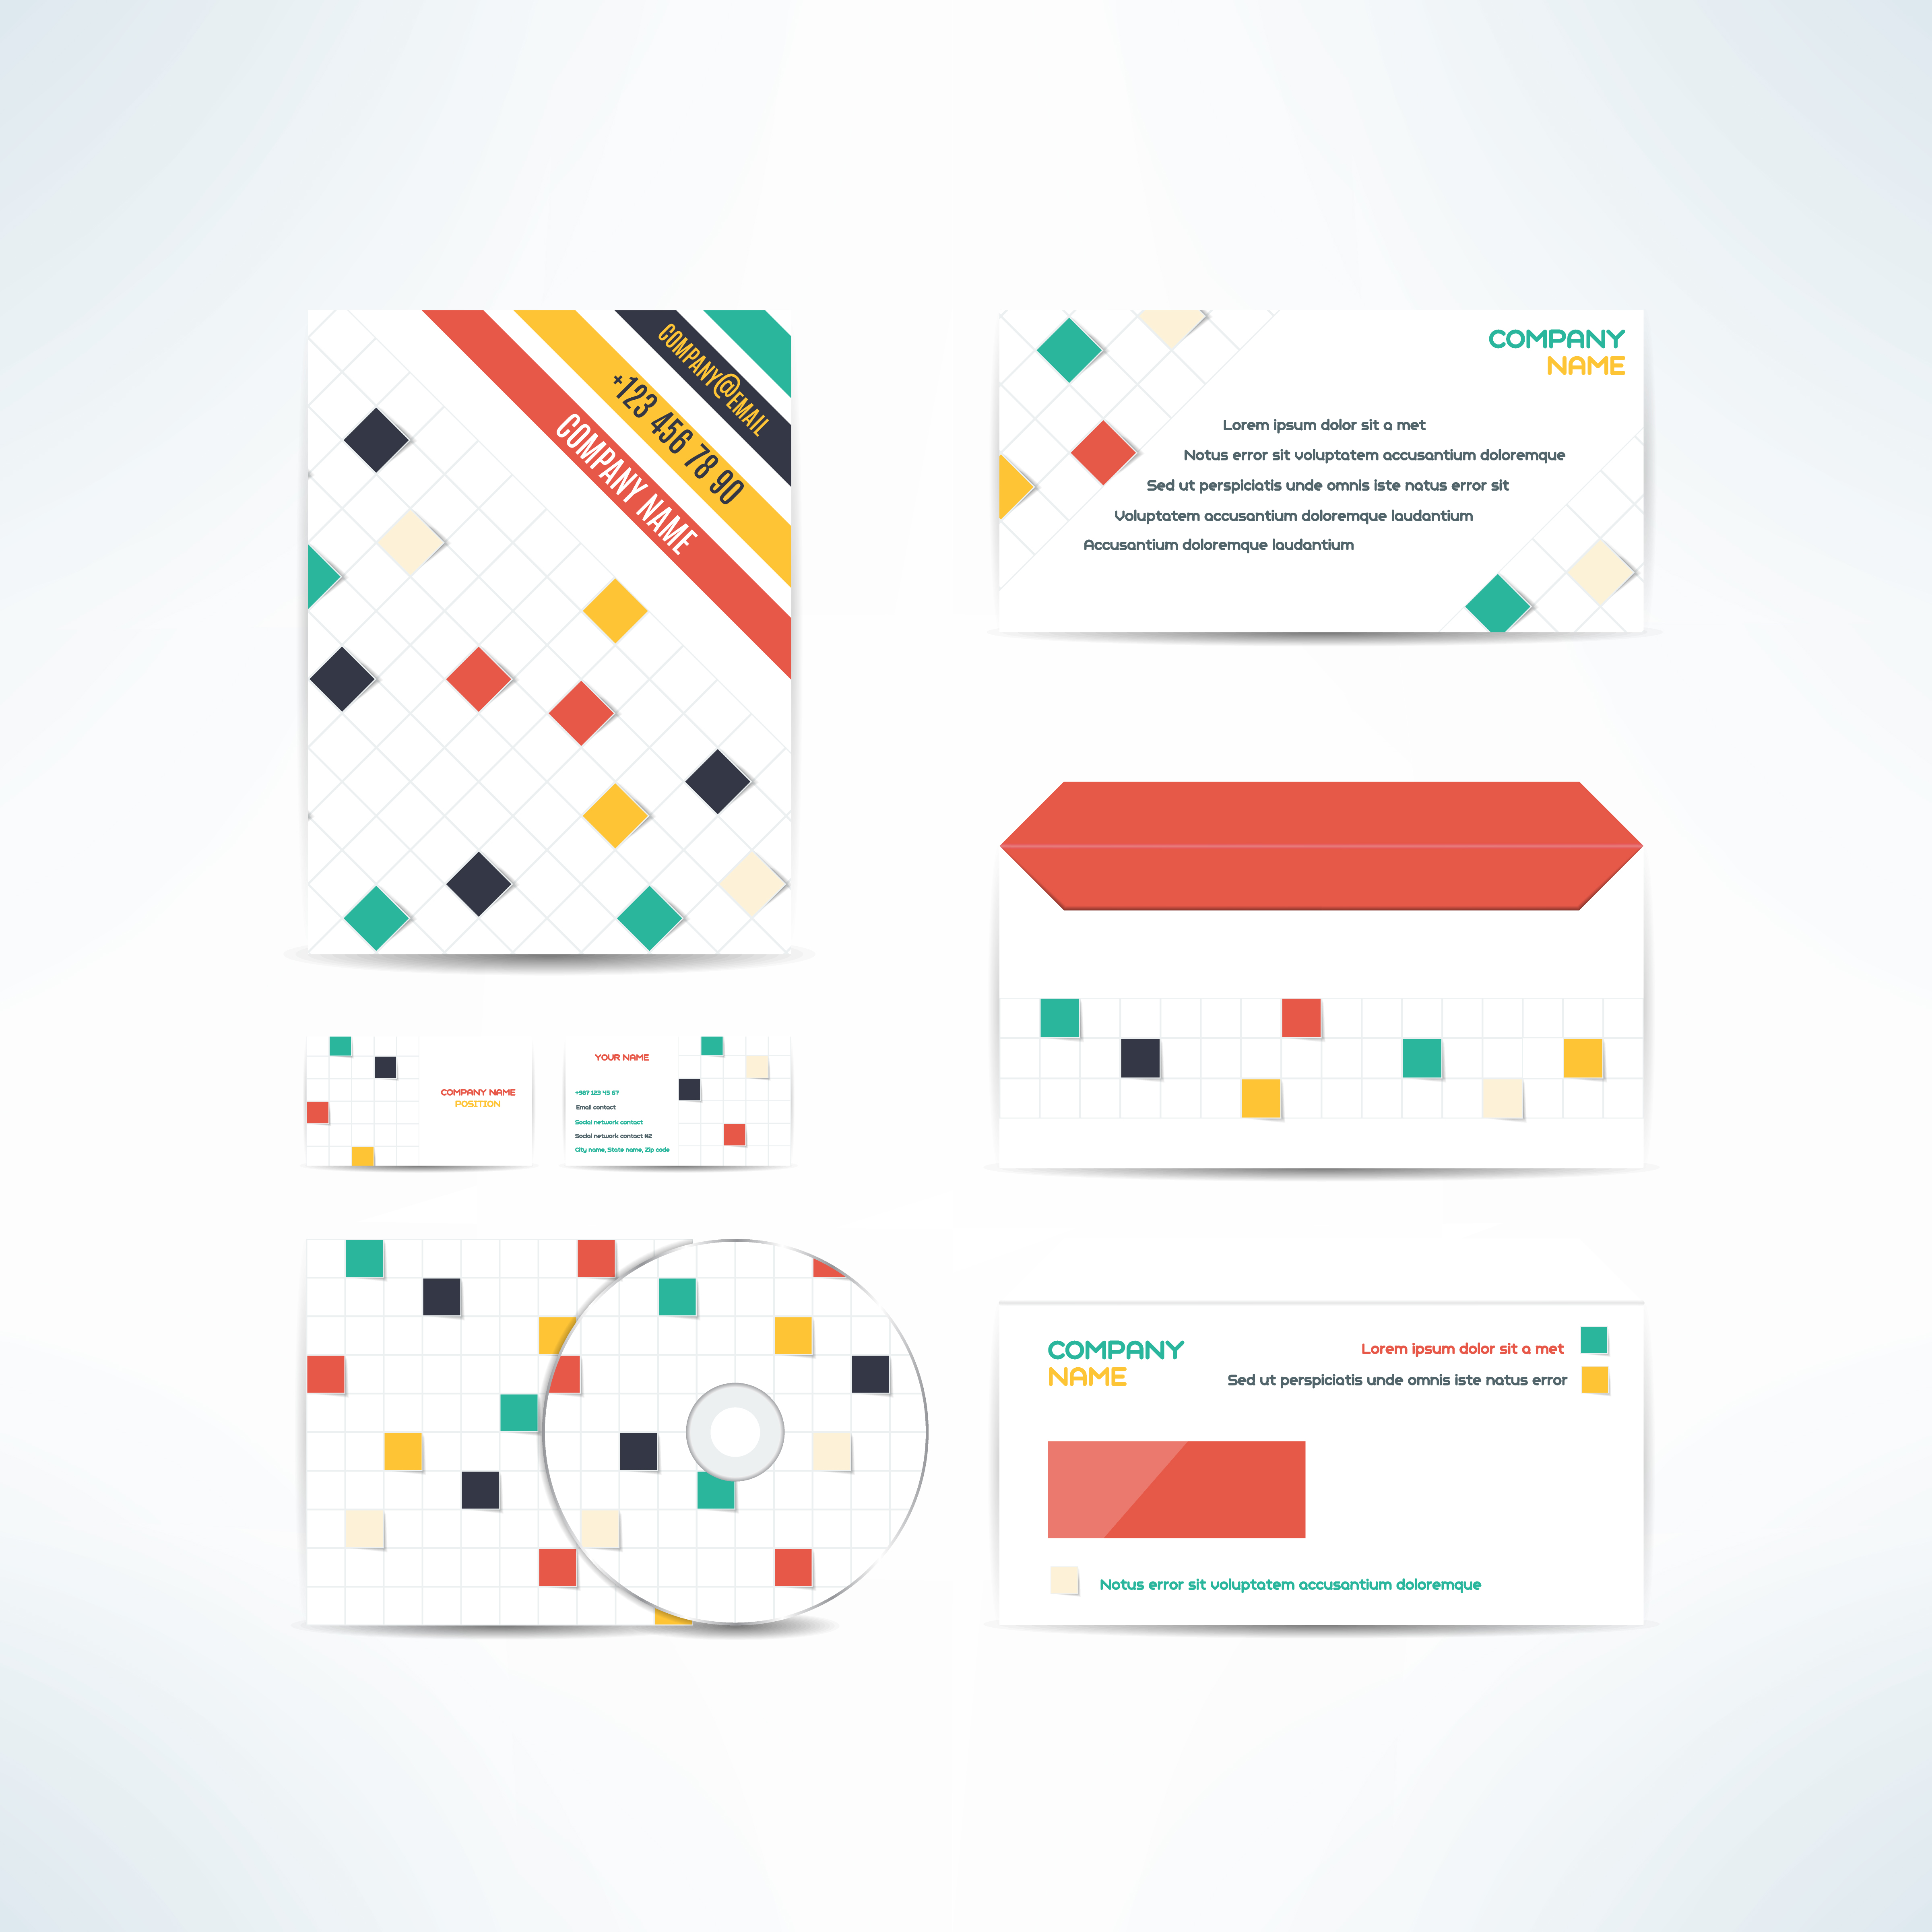 COMPANY@EMAIL
+123 456 78 90
COMPANY NAME
COMPANY
NAME
Lorem ipsum dolor sit a met
Notus error sit voluptatem accusantium doloremque
Sed ut perspiciatis unde omnis iste natus error sit
Voluptatem accusantium doloremque laudantium
Accusantium doloremque laudantium
COMPANY NAME
POSITION
YOUR NAME
+987 123 45 67
Email contact
Social network contact
Social network contact #2
City name, State name, Zip code
COMPANY
NAME
Lorem ipsum dolor sit a met
Sed ut perspiciatis unde omnis iste natus error
Notus error sit voluptatem accusantium doloremque